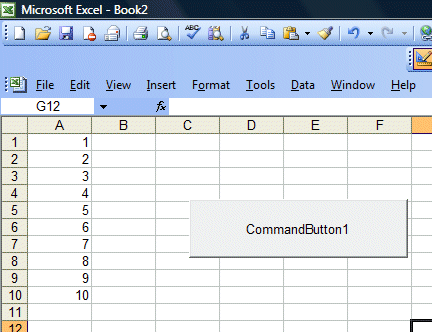 Microsoft Excel - Book2
ABC
File Edit View Insert Format Tools Data Window Help
G12 fx
A B C D E F
1 1
2 2
3 3
4 4
5 5
6 6 CommandButton1
7 7
8 8
9 9
10 10
11
12